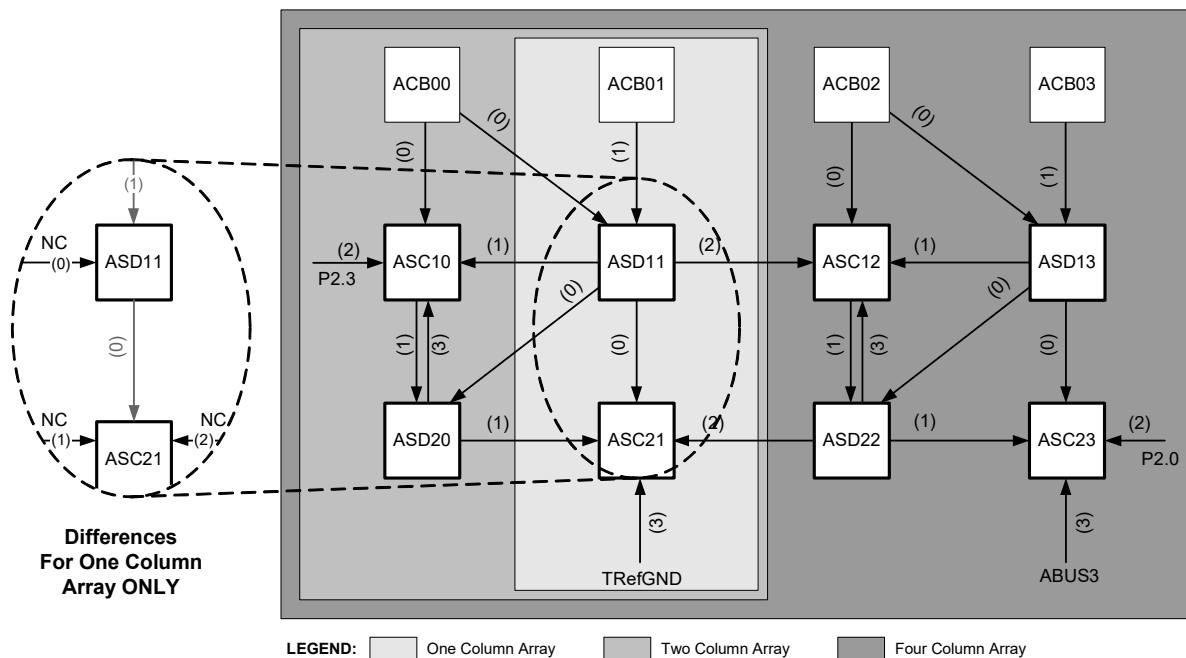 ACB00
ACB01
ACB02
ACB03
(0)
(0)
(1)
(0)
(0)
(1)
(1)
ASD11
NC
(0)
(0)
NC
(1)
NC
(2)
ASC21
Differences
For One Column
Array ONLY
(2)
P2.3
ASC10
(1)
ASD11
(2)
ASC12
(1)
ASD13
(0)
(0)
(1)
(3)
(0)
(1)
(3)
(0)
ASD20
(1)
ASC21
(2)
ASD22
(1)
ASC23
(2)
P2.0
(3)
TRefGND
(3)
ABUS3
LEGEND: One Column Array Two Column Array Four Column Array